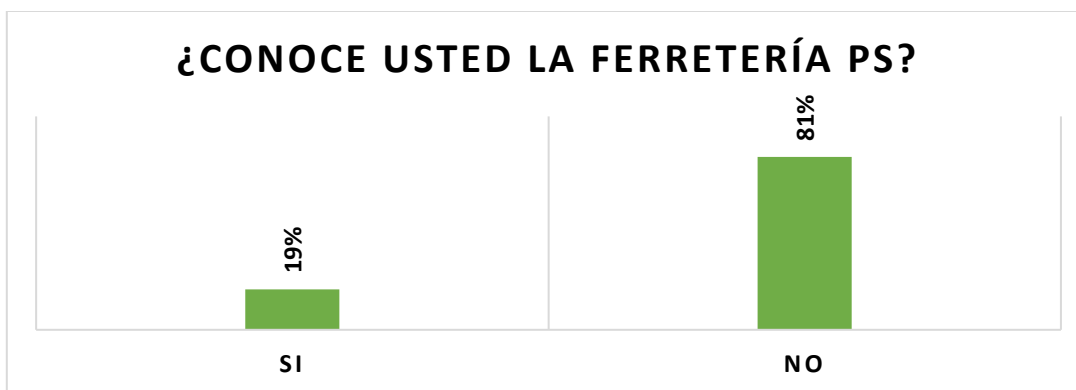 ¿CONOCE USTED LA FERRETERÍA PS?
19%
81%
SI
NO